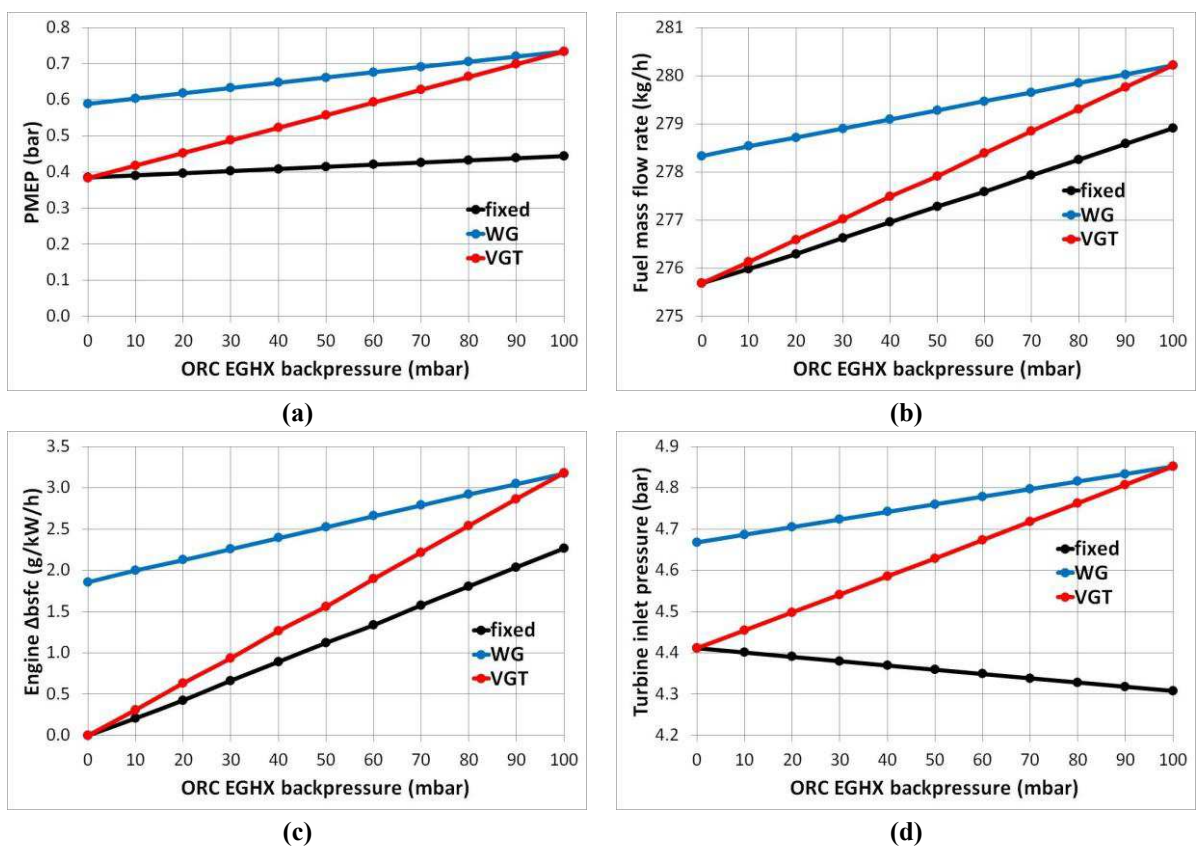 0.8
0.7
0.6
0.5
0.4
0.3
0.2
0.1
0.0
PMEP (bar)
fixed
WG
VGT
0 10 20 30 40 50 60 70 80 90 100
ORC EGHX backpressure (mbar)
(a)
281
280
279
278
277
276
275
Fuel mass flow rate (kg/h)
fixed
WG
VGT
0 10 20 30 40 50 60 70 80 90 100
ORC EGHX backpressure (mbar)
(b)
3.5
3.0
2.5
2.0
1.5
1.0
0.5
0.0
Engine Δbsfc (g/kW/h)
fixed
WG
VGT
0 10 20 30 40 50 60 70 80 90 100
ORC EGHX backpressure (mbar)
(c)
4.9
4.8
4.7
4.6
4.5
4.4
4.3
4.2
Turbine inlet pressure (bar)
fixed
WG
VGT
0 10 20 30 40 50 60 70 80 90 100
ORC EGHX backpressure (mbar)
(d)